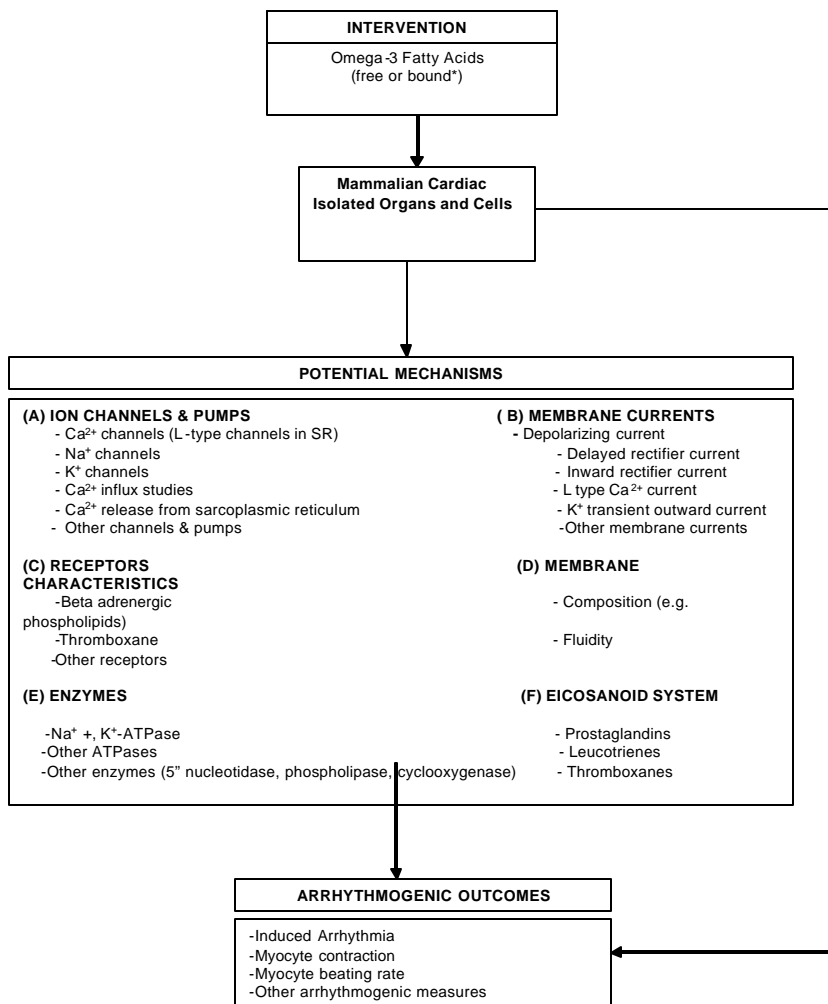 INTERVENTION
Omega-3 Fatty Acids
(free or bound*)
Mammalian Cardiac
Isolated Organs and Cells
POTENTIAL MECHANISMS
(A) ION CHANNELS & PUMPS
- Ca²⁺ channels (L-type channels in SR)
- Na⁺ channels
- K⁺ channels
- Ca²⁺ influx studies
- Ca²⁺ release from sarcoplasmic reticulum
- Other channels & pumps
( B) MEMBRANE CURRENTS
- Depolarizing current
- Delayed rectifier current
- Inward rectifier current
- L type Ca²⁺ current
- K⁺ transient outward current
-Other membrane currents
(C) RECEPTORS
CHARACTERISTICS
-Beta adrenergic
phospholipids)
-Thromboxane
-Other receptors
(D) MEMBRANE
- Composition (e.g.
- Fluidity
(E) ENZYMES
-Na⁺ +, K⁺-ATPase
-Other ATPases
-Other enzymes (5” nucleotidase, phospholipase, cyclooxygenase)
(F) EICOSANOID SYSTEM
- Prostaglandins
- Leucotrienes
- Thromboxanes
ARRHYTHMOGENIC OUTCOMES
-Induced Arrhythmia
-Myocyte contraction
-Myocyte beating rate
-Other arrhythmogenic measures